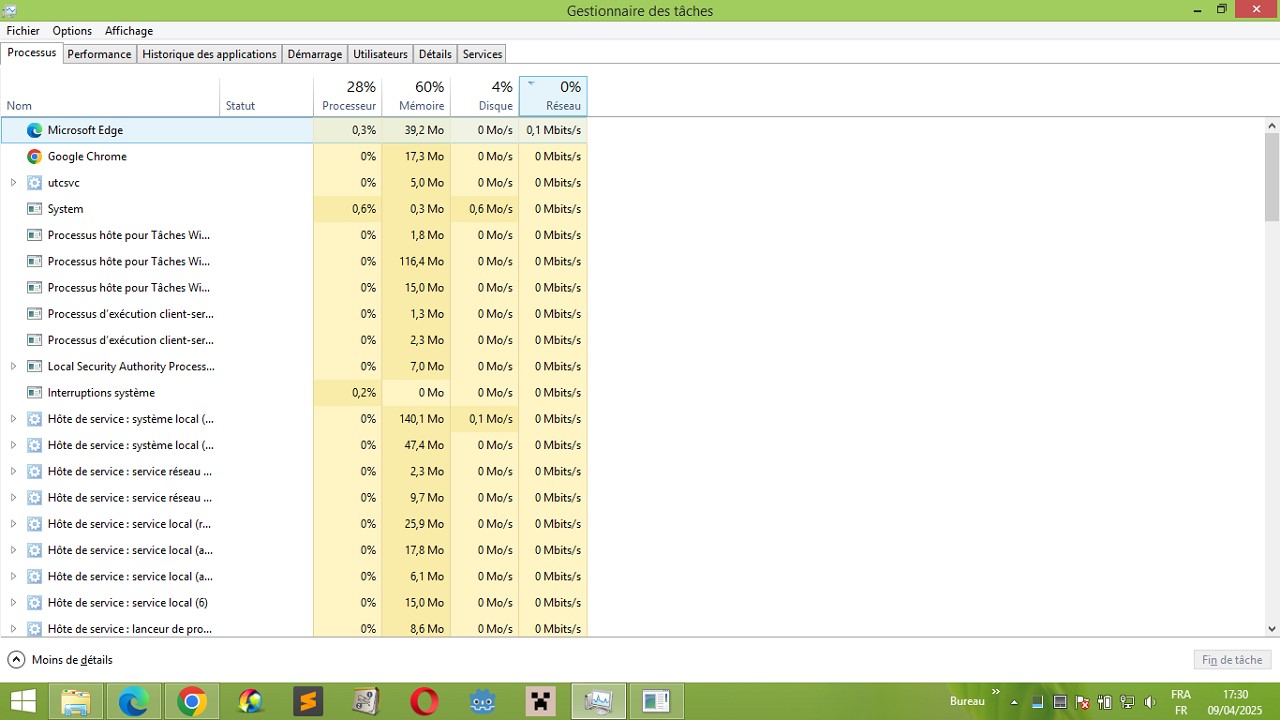 Gestionnaire des tâches
Fichier Options Affichage
Processus Performance Historique des applications Démarrage Utilisateurs Détails Services
28% 60% 4% 0%
Nom Statut Processeur Mémoire Disque Réseau
Microsoft Edge 0,3% 39,2 Mo 0 Mo/s 0,1 Mbits/s
Google Chrome 0% 17,3 Mo 0 Mo/s 0 Mbits/s
utcsvc 0% 5,0 Mo 0 Mo/s 0 Mbits/s
System 0,6% 0,3 Mo 0,6 Mo/s 0 Mbits/s
Processus hôte pour Tâches Wi... 0% 1,8 Mo 0 Mo/s 0 Mbits/s
Processus hôte pour Tâches Wi... 0% 116,4 Mo 0 Mo/s 0 Mbits/s
Processus hôte pour Tâches Wi... 0% 15,0 Mo 0 Mo/s 0 Mbits/s
Processus d'exécution client-ser... 0% 1,3 Mo 0 Mo/s 0 Mbits/s
Processus d'exécution client-ser... 0% 2,3 Mo 0 Mo/s 0 Mbits/s
Local Security Authority Process... 0% 7,0 Mo 0 Mo/s 0 Mbits/s
Interruptions système 0,2% 0 Mo 0 Mo/s 0 Mbits/s
Hôte de service : système local (... 0% 140,1 Mo 0,1 Mo/s 0 Mbits/s
Hôte de service : système local (... 0% 47,4 Mo 0 Mo/s 0 Mbits/s
Hôte de service : service réseau ... 0% 2,3 Mo 0 Mo/s 0 Mbits/s
Hôte de service : service réseau ... 0% 9,7 Mo 0 Mo/s 0 Mbits/s
Hôte de service : service local (r... 0% 25,9 Mo 0 Mo/s 0 Mbits/s
Hôte de service : service local (a... 0% 17,8 Mo 0 Mo/s 0 Mbits/s
Hôte de service : service local (a... 0% 6,1 Mo 0 Mo/s 0 Mbits/s
Hôte de service : service local (6) 0% 15,0 Mo 0 Mo/s 0 Mbits/s
Hôte de service : lanceur de pro... 0% 8,6 Mo 0 Mo/s 0 Mbits/s
Moins de détails Fin de tâche
Bureau » FRA 17:30
FR 09/04/2025